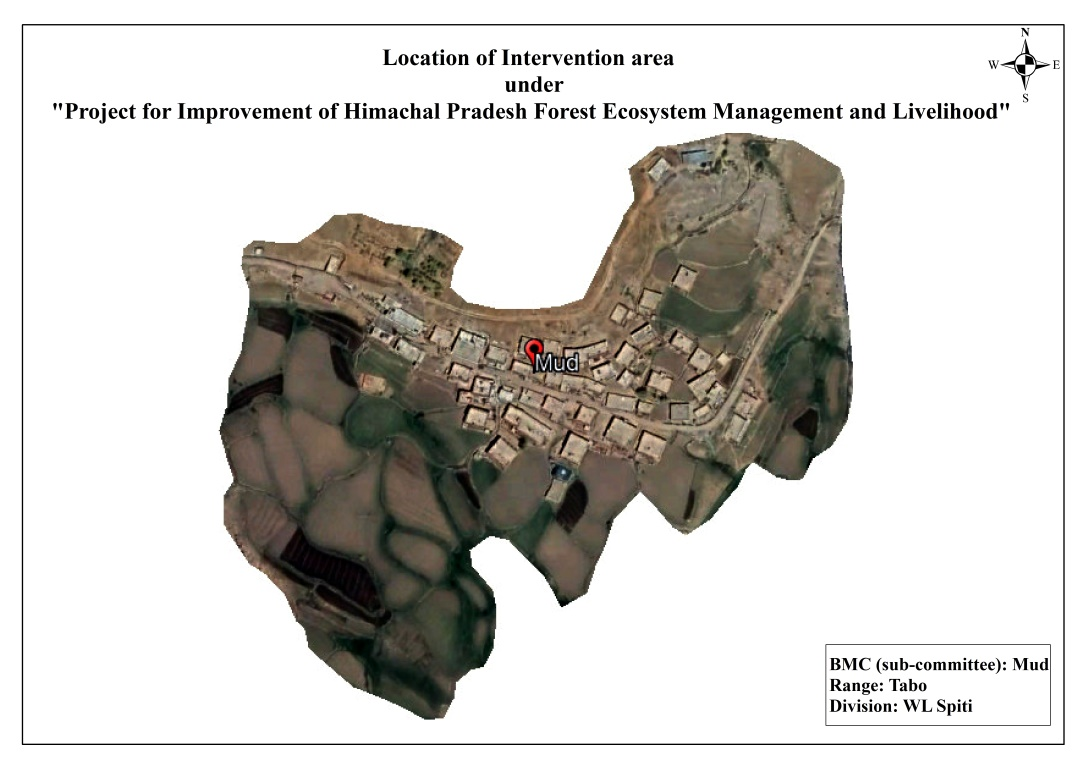 Location of Intervention area
under
"Project for Improvement of Himachal Pradesh Forest Ecosystem Management and Livelihood"
N
W E
S
Mud
BMC (sub-committee): Mud
Range: Tabo
Division: WL Spiti